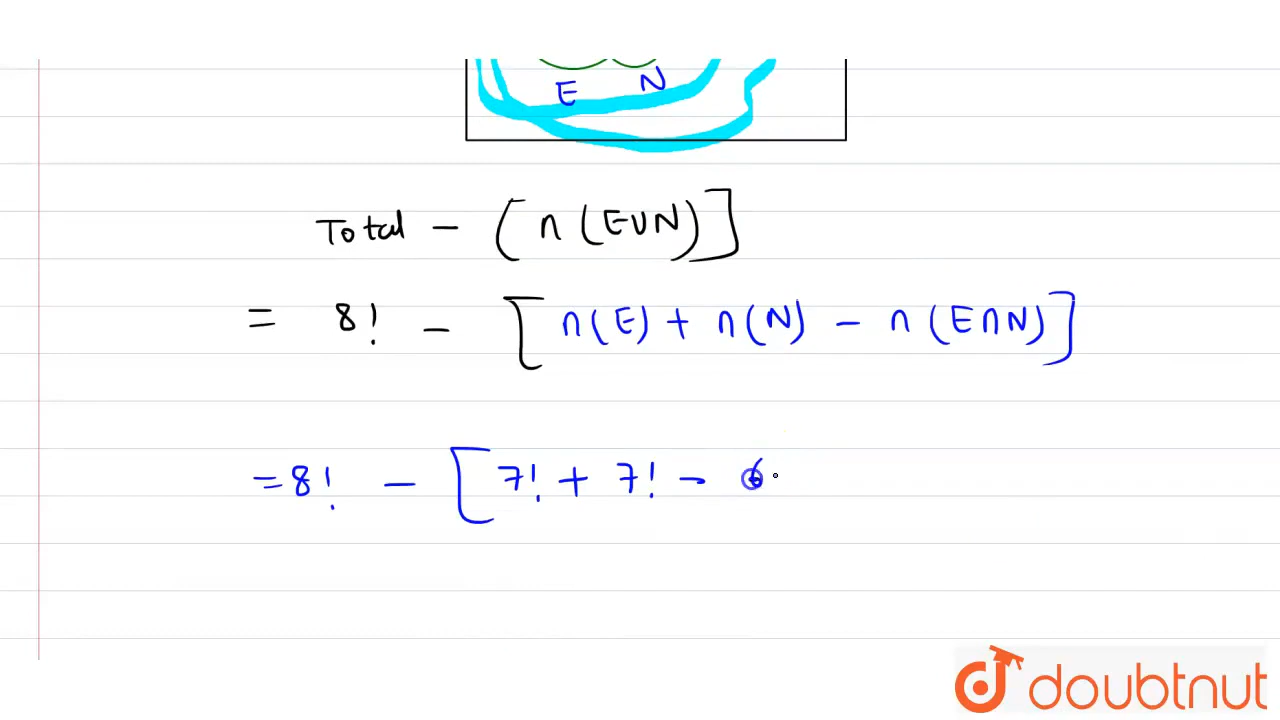 E N
Total - [n(E∪N)]
= 8! - [n(E) + n(N) - n(E∩N)]
= 8! - [7! + 7! - 6
doubtnut